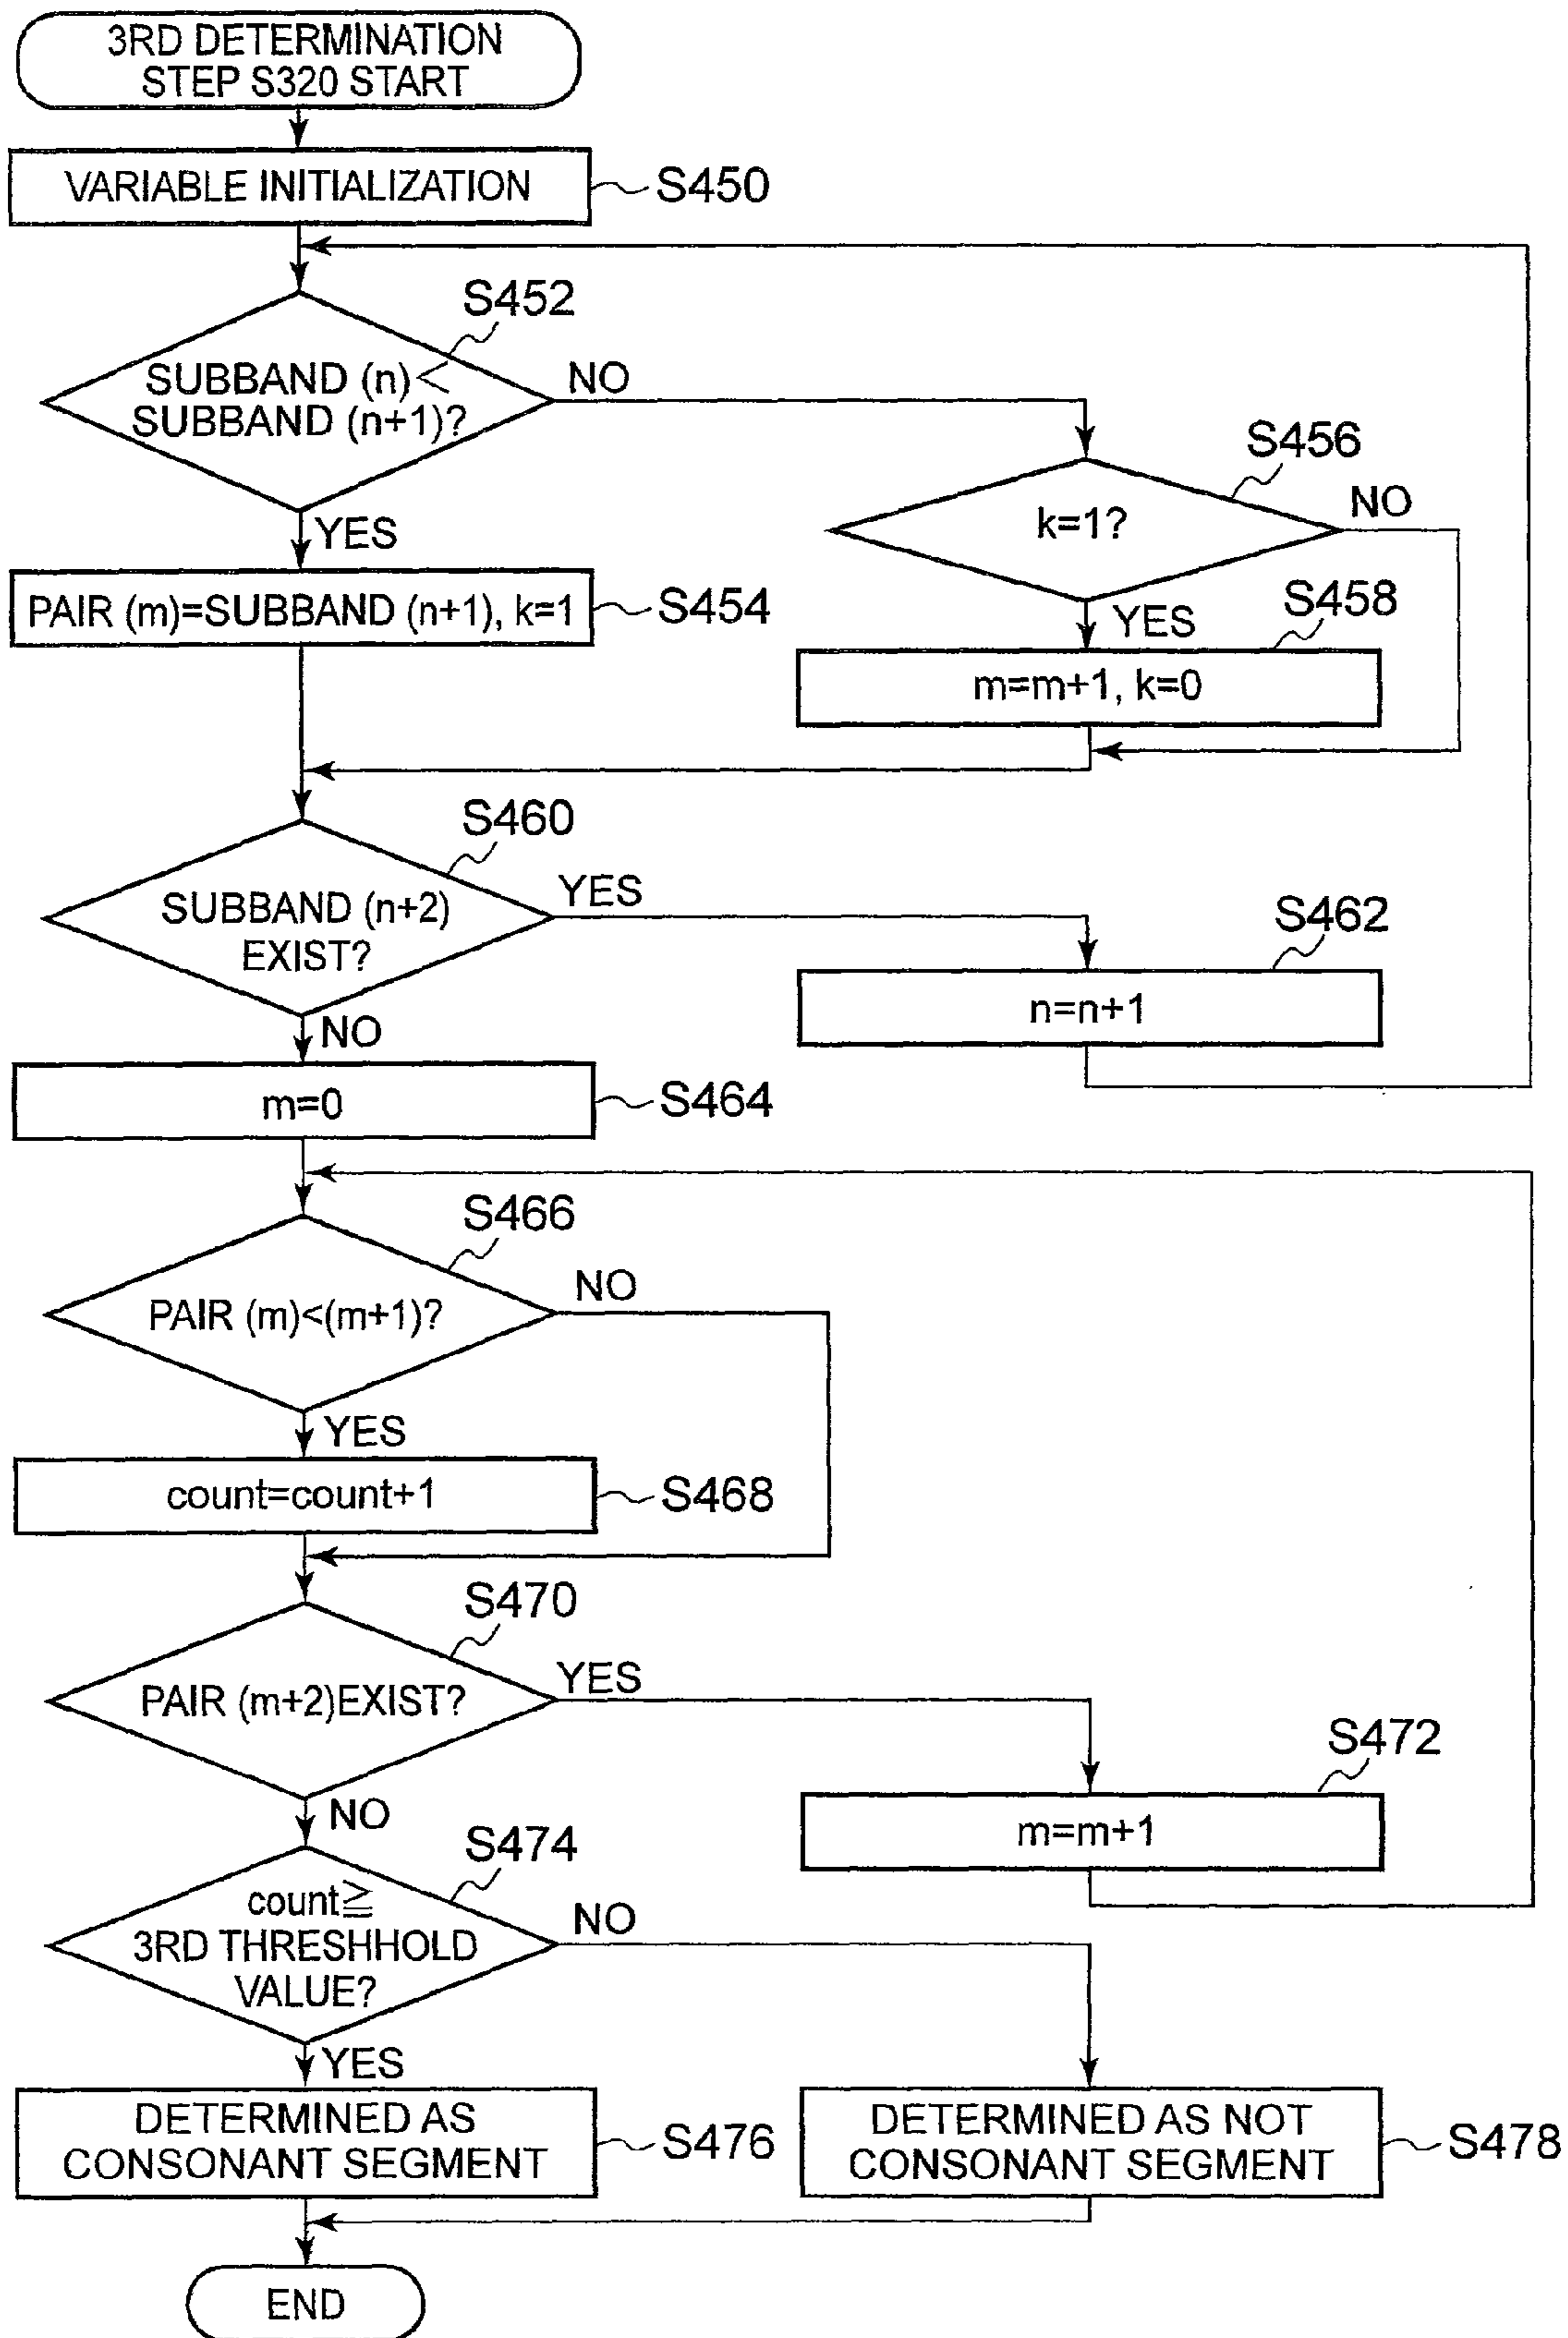 3RD DETERMINATION
STEP S320 START
VARIABLE INITIALIZATION
S450
S452
SUBBAND (n)<
SUBBAND (n+1)?
NO
YES
S456
k=1?
NO
YES
PAIR (m)=SUBBAND (n+1), k=1
S454
S458
m=m+1, k=0
S460
SUBBAND (n+2)
EXIST?
YES
NO
S462
n=n+1
m=0
S464
S466
PAIR (m)<(m+1)?
NO
YES
count=count+1
S468
S470
PAIR (m+2)EXIST?
YES
NO
S472
m=m+1
S474
count≧
3RD THRESHHOLD
VALUE?
NO
YES
DETERMINED AS
CONSONANT SEGMENT
S476
DETERMINED AS NOT
CONSONANT SEGMENT
S478
END